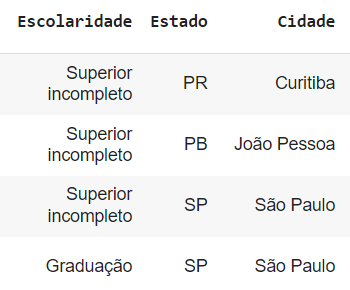 Escolaridade Estado Cidade
Superior
incompleto PR Curitiba
Superior
incompleto PB João Pessoa
Superior
incompleto SP São Paulo
Graduação SP São Paulo